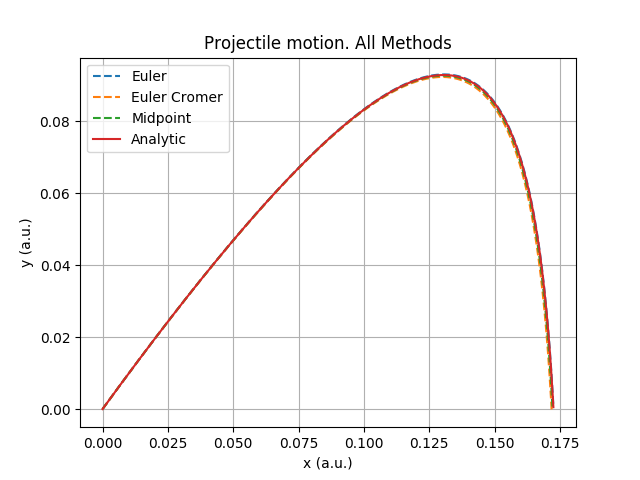 Projectile motion. All Methods
Euler
Euler Cromer
Midpoint
Analytic
y (a.u.)
0.08
0.06
0.04
0.02
0.00
0.000 0.025 0.050 0.075 0.100 0.125 0.150 0.175
x (a.u.)